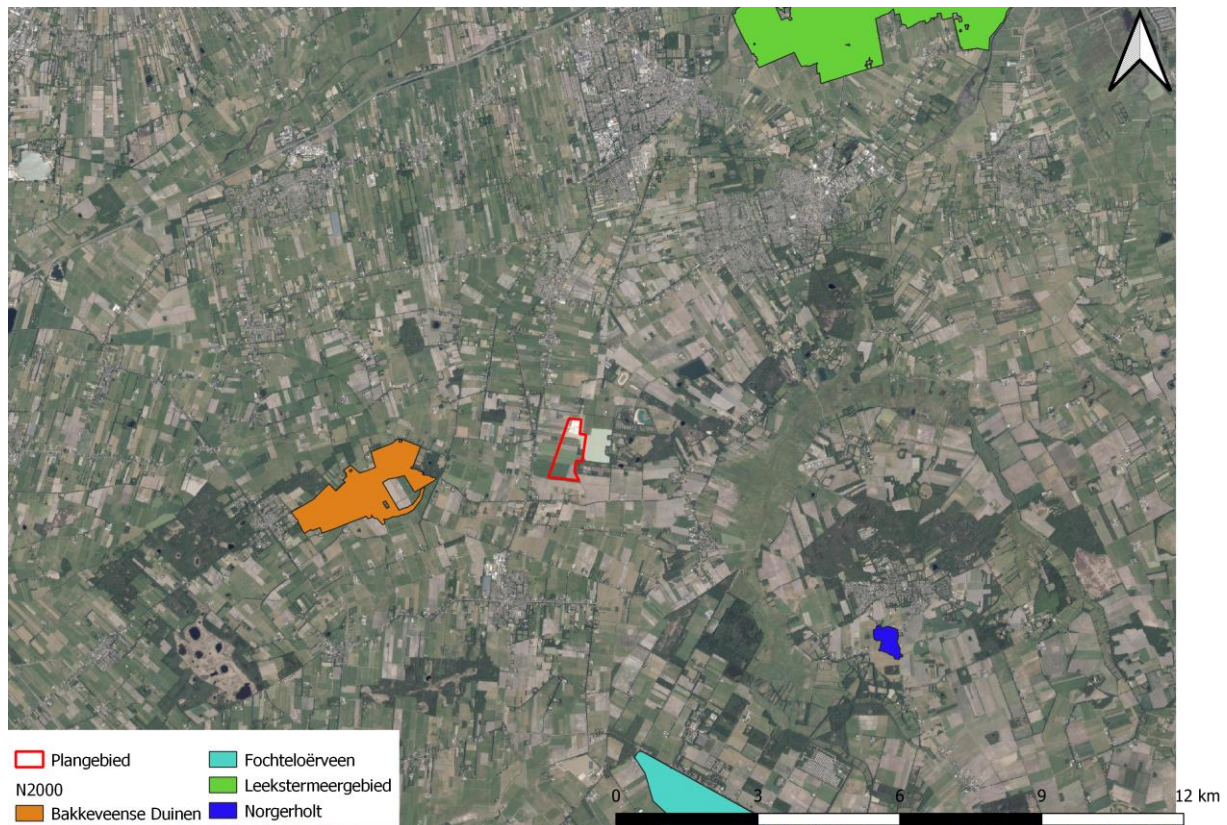 Plangebied
N2000
Bakkeveense Duinen
Fochteloërveen
Leekstermeergebied
Norgerholt
0 3 6 9 12 km